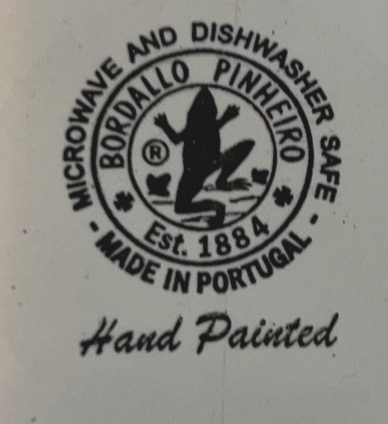 MICROWAVE AND DISHWASHER SAFE
- MADE IN PORTUGAL -
BORDALLO PINHEIRO
®
Est. 1884
Hand Painted